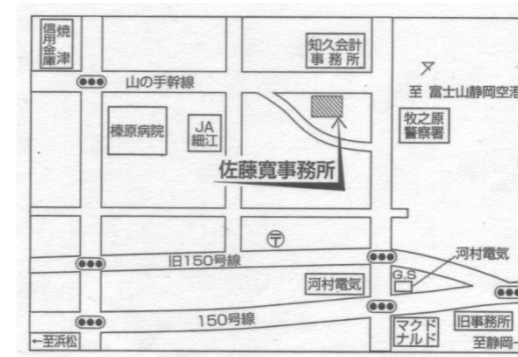 焼津
信用金庫
知久会計
事務所
山の手幹線
至 富士山静岡空港
榛原病院
JA
細江
牧之原
警察署
佐藤寛事務所
〒
旧150号線
河村電気
G.S
河村電気
150号線
マクド
ナルド
旧事務所
←至浜松
至静岡